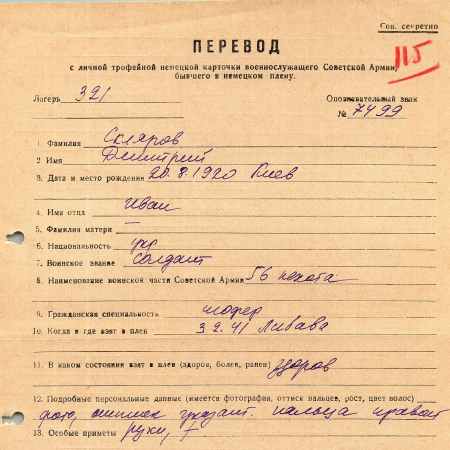 Сов. секретно
115
ПЕРЕВОД
с личной трофейной немецкой карточки военнослужащего Советской Армии,
бывшего в немецком плену.
Лагерь 321 Опознавательный знак
№ 7499
1. Фамилия Скляров
2 Имя Димитрий
3. Дата и место рождения 20.8.1920 Киев
4. Имя отца Иван
5. Фамилия матери —
6. Национальность укр
7. Воинское звание солдат
8. Наименование воинской части Советской Армии 56 пехота
9. Гражданская специальность шофер
10. Когда и где взят в плен 3.2.41 Либава
11. В каком состоянии взят в плен (здоров, болен, ранен) здоров
12. Подробные персональные данные (имеется фотография, оттиск пальцев, рост, цвет волос)
фото, оттиск указат. пальца правой
13. Особые приметы руки,